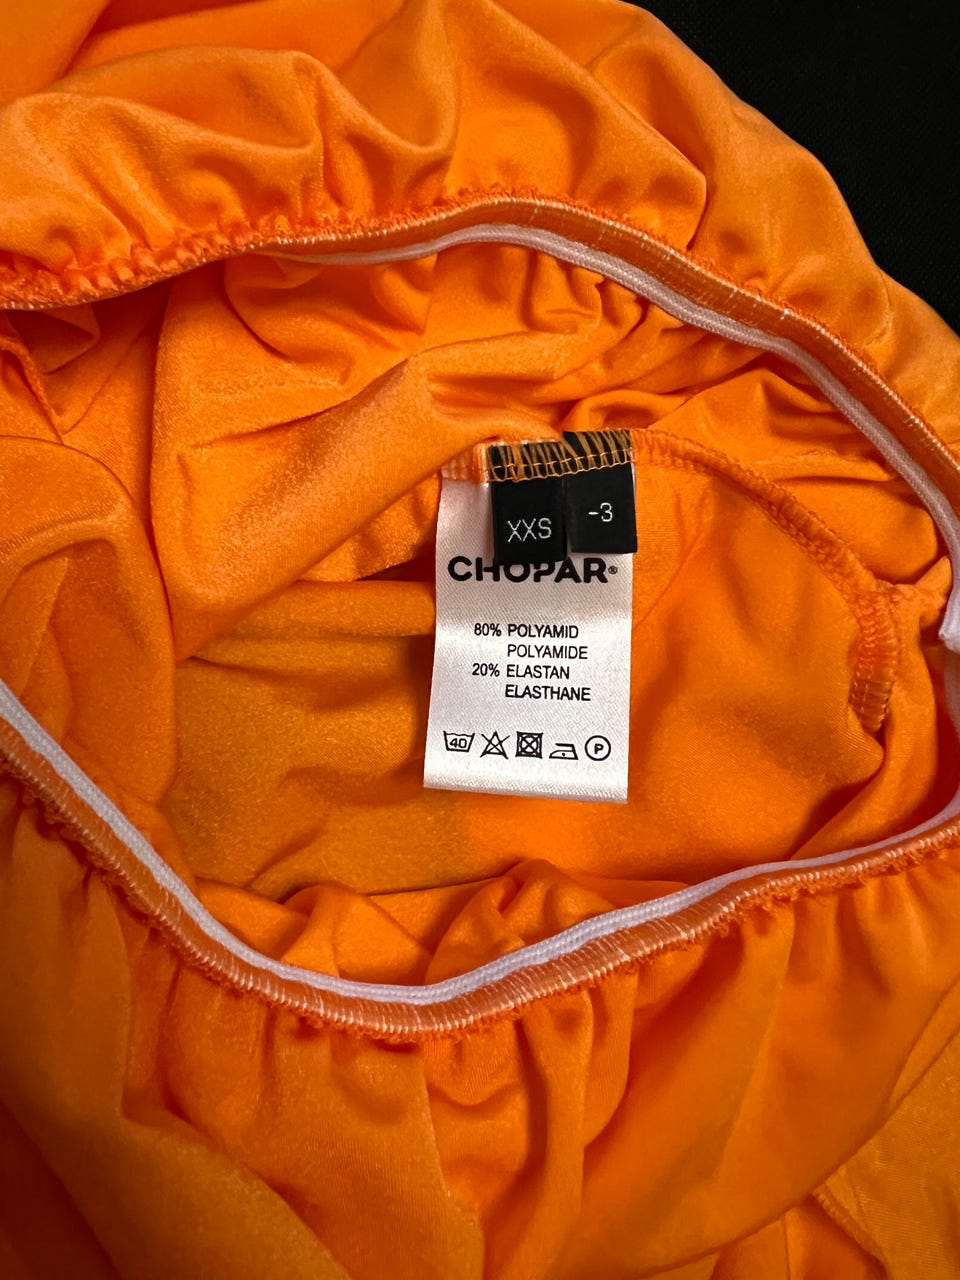 XXS
-3
CHOPAR®
80% POLYAMID
POLYAMIDE
20% ELASTAN
ELASTHANE
40 P